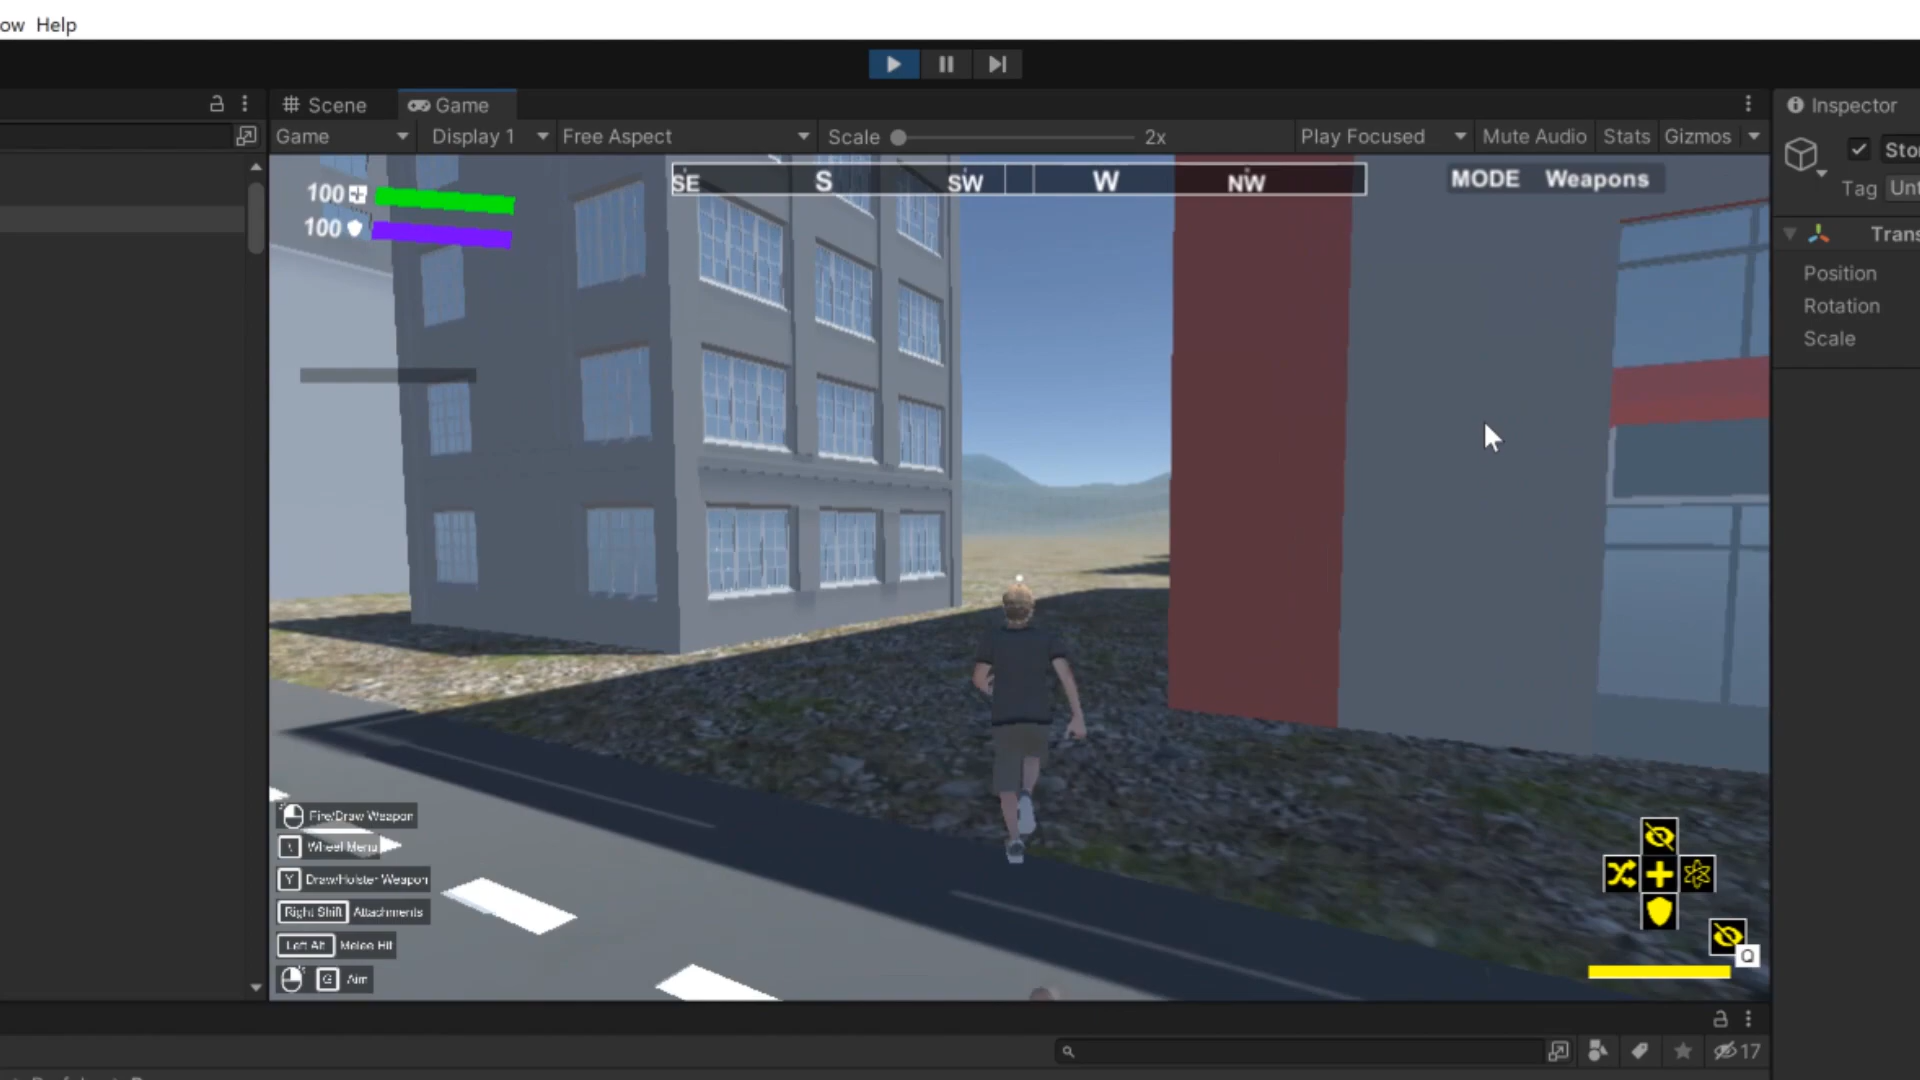 ow Help
Scene
Game
Inspector
Game
Display 1
Free Aspect
Scale
2x
Play Focused
Mute Audio
Stats
Gizmos
Tag
100
SE S SW W NW
MODE Weapons
100
Trans
Position
Rotation
Scale
Fire/Draw Weapon
Wheel Menu
Y Draw/Holster Weapon
Right Shift Attachments
Left Alt Melee Hit
G Aim
Q
17